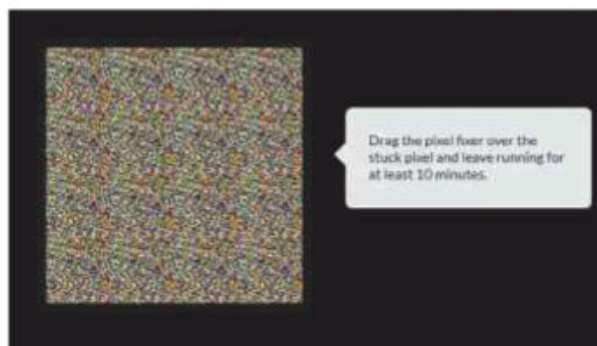 Drag the pixel fixer over the
stuck pixel and leave running for
at least 10 minutes.